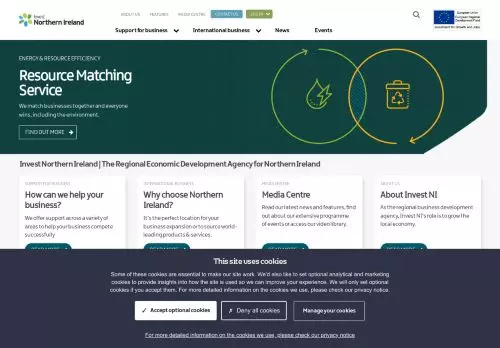 Invest
Northern Ireland
ABOUT US FEATURES MEDIA CENTRE CONTACT US LOG IN
Support for business International business News Events
European Union
European Regional
Development Fund
Investment for Growth and Jobs
ENERGY & RESOURCE EFFICIENCY
Resource Matching
Service
We match businesses together and everyone
wins, including the environment.
FIND OUT MORE
Invest Northern Ireland | The Regional Economic Development Agency for Northern Ireland
SUPPORT FOR BUSINESS
How can we help your
business?
We offer support across a variety of
areas to help your business compete
successfully
READ MORE
INTERNATIONAL BUSINESS
Why choose Northern
Ireland?
It's the perfect location for your
business expansion or to source world-
leading products & services.
READ MORE
MEDIA CENTRE
Media Centre
Read our latest news and features, find
out about our extensive programme
of events or access our video library.
READ MORE
ABOUT US
About Invest NI
As the regional business development
agency, Invest NI's role is to grow the
local economy.
READ MORE
This site uses cookies
Some of these cookies are essential to make our site work. We'd also like to set optional analytical and marketing
cookies to provide insights into how the site is used so we can improve your experience. We will only set optional
cookies if you accept them. For more detailed information on the cookies we use, please check our privacy notice.
✓ Accept optional cookies ✗ Deny all cookies Manage your cookies
For more detailed information on the cookies we use, please check our privacy notice